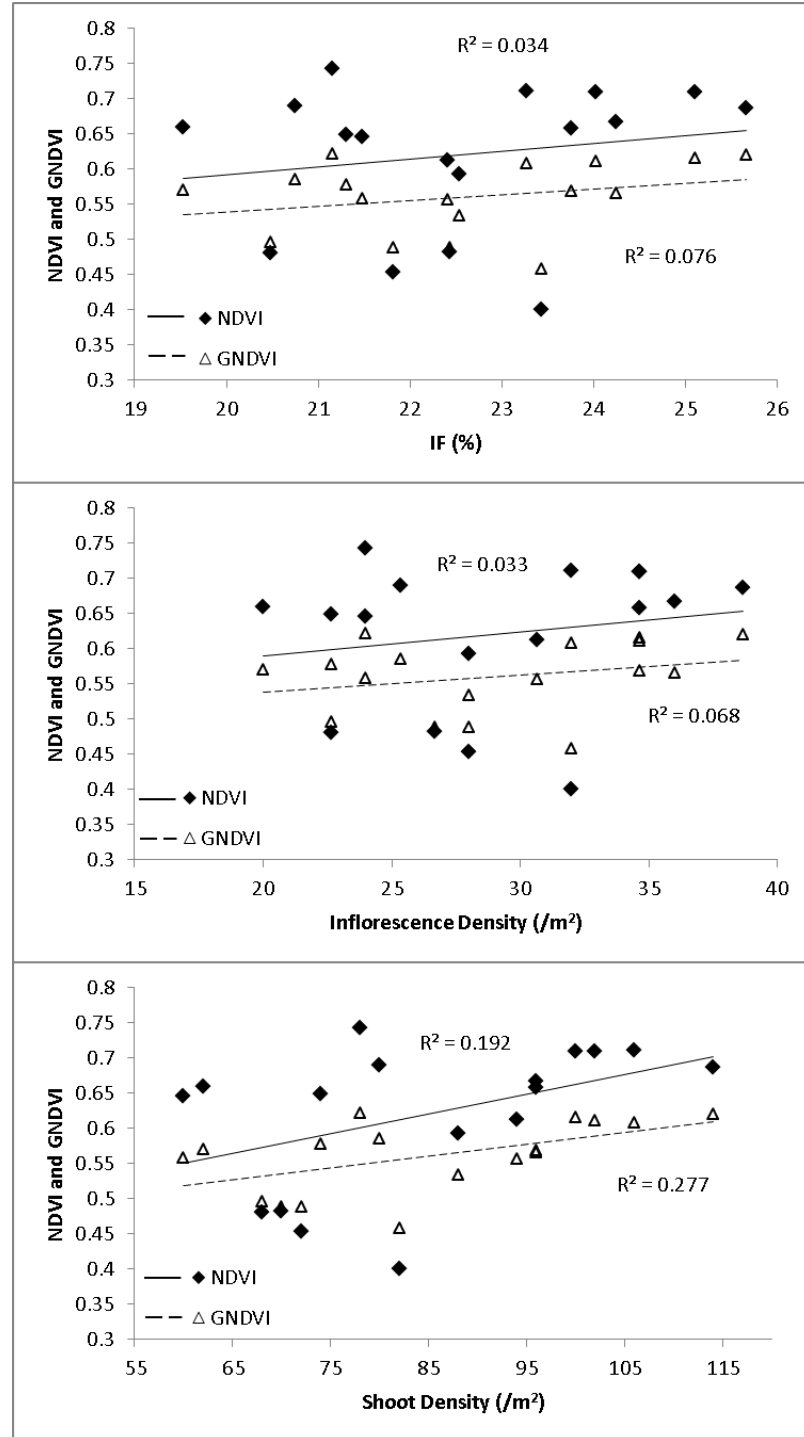 R² = 0.034
0.8
0.75
0.7
0.65
0.6
0.55
0.5
0.45
0.4
0.35
0.3
NDVI and GNDVI
R² = 0.076
NDVI
GNDVI
19 20 21 22 23 24 25 26
IF (%)
0.8
0.75
0.7
0.65
0.6
0.55
0.5
0.45
0.4
0.35
0.3
NDVI and GNDVI
R² = 0.033
R² = 0.068
NDVI
GNDVI
15 20 25 30 35 40
Inflorescence Density (/m²)
0.8
0.75
0.7
0.65
0.6
0.55
0.5
0.45
0.4
0.35
0.3
NDVI and GNDVI
R² = 0.192
R² = 0.277
NDVI
GNDVI
55 65 75 85 95 105 115
Shoot Density (/m²)